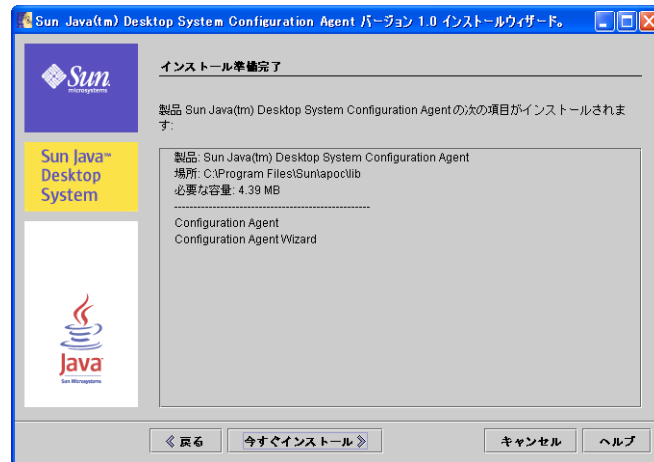 Sun Java(tm) Desktop System Configuration Agent バージョン 1.0 インストールウィザード。
Sun
microsystems
Sun Java™
Desktop
System
Java
Sun Microsystems
インストール準備完了
製品 Sun Java(tm) Desktop System Configuration Agentの次の項目がインストールされま
す:
製品: Sun Java(tm) Desktop System Configuration Agent
場所: C:\Program Files\Sun\apoc\lib
必要な容量: 4.39 MB
------------------------------------------------
Configuration Agent
Configuration Agent Wizard
戻る
今すぐインストール
キャンセル
ヘルプ